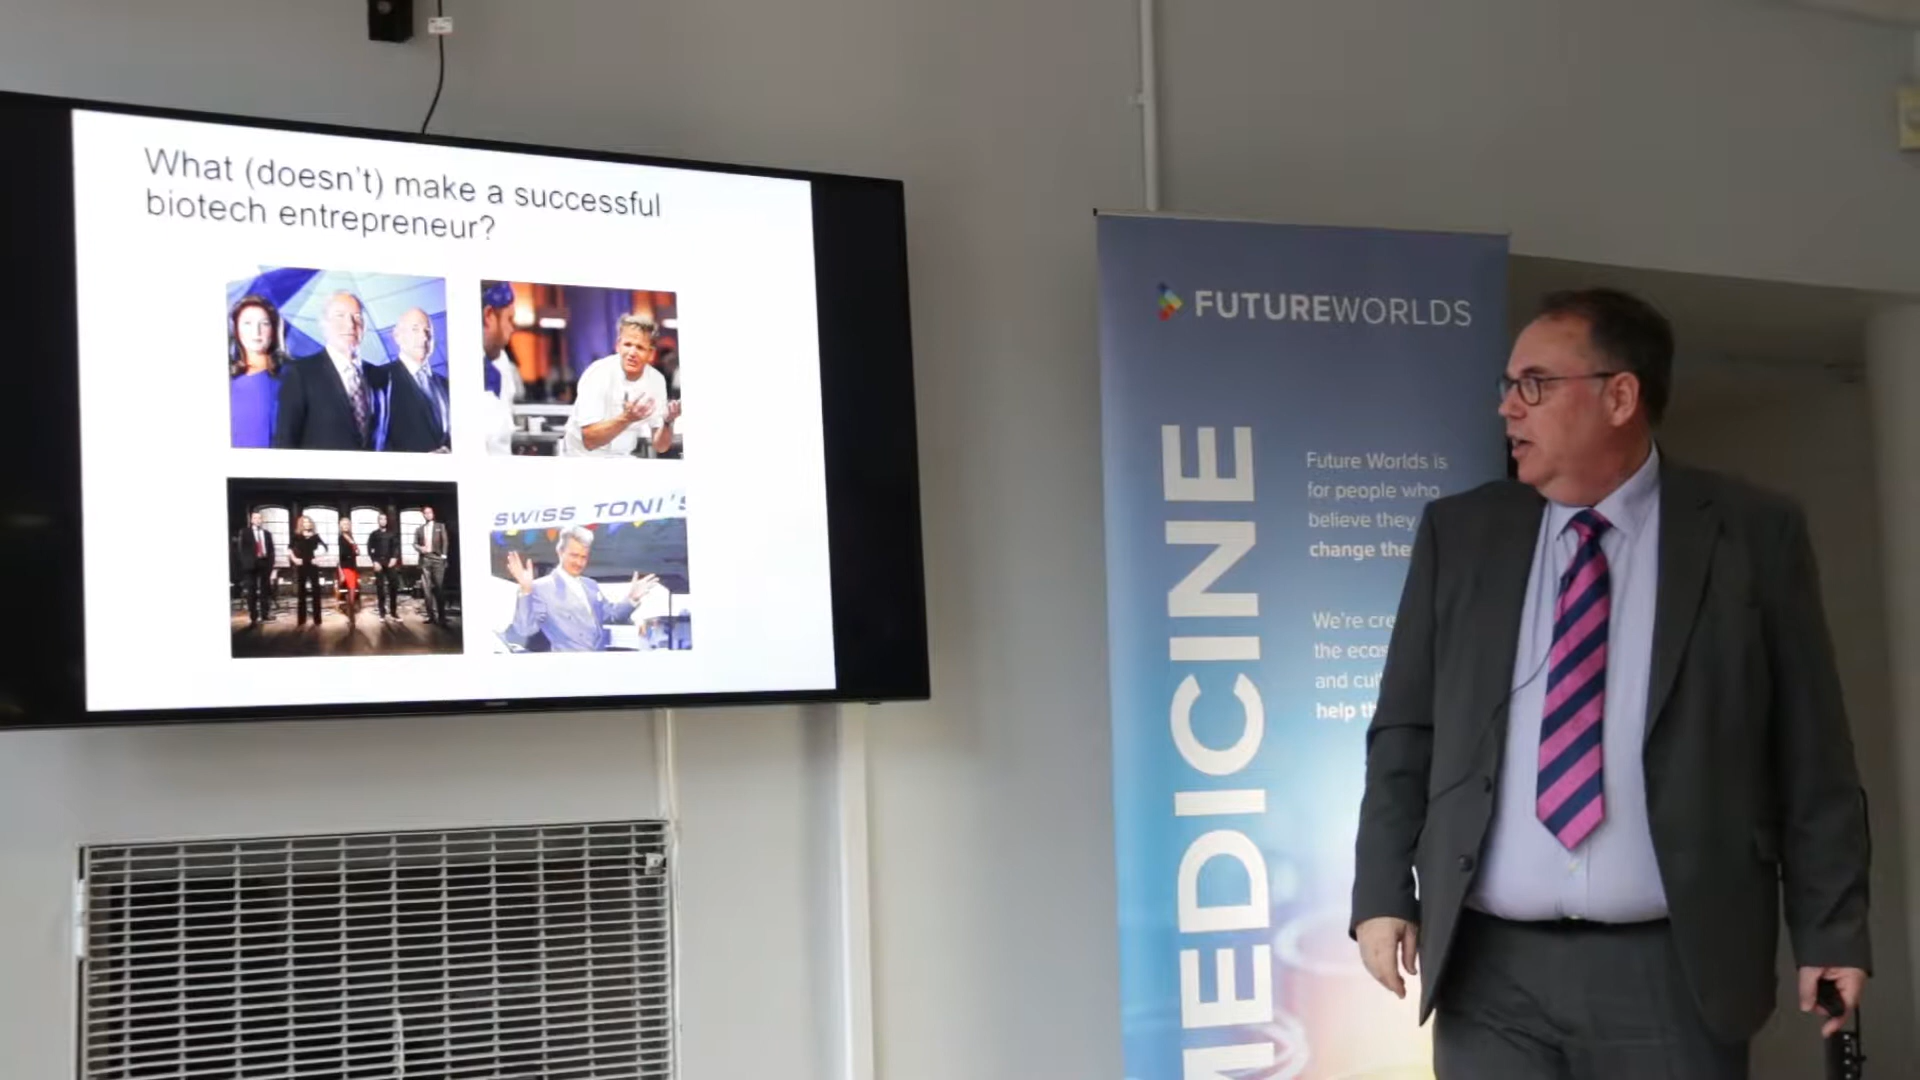 What (doesn't) make a successful
biotech entrepreneur?
SWISS TONI'S
FUTUREWORLDS
MEDICINE
Future Worlds is
for people who
believe they
change the
We're cre
the ecos
and cul
help th